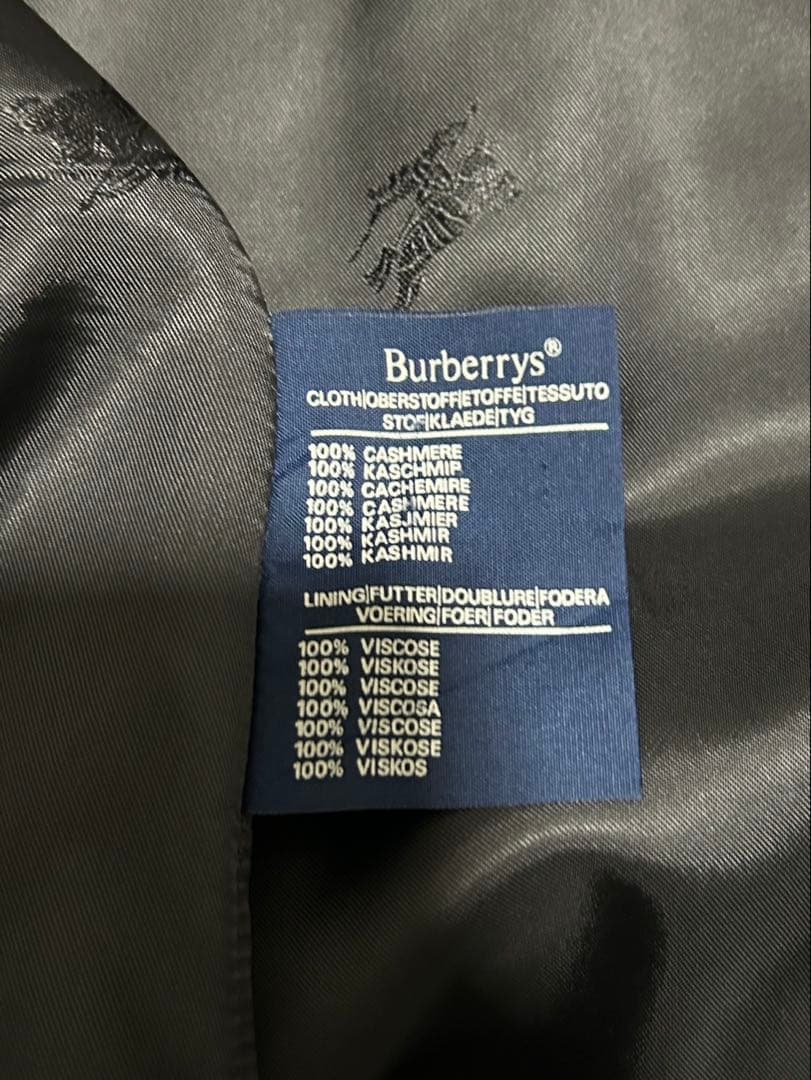 Burberrys®
CLOTH|OBERSTOFF|ETOFFE|TESSUTO
STOF|KLAEDE|TYG
100% CASHMERE
100% KASCHMIR
100% CACHEMIRE
100% CASHMERE
100% KASJMIER
100% KASHMIR
100% KASHMIR
LINING|FUTTER|DOUBLURE|FODERA
VOERING|FOER|FODER
100% VISCOSE
100% VISKOSE
100% VISCOSE
100% VISCOSA
100% VISCOSE
100% VISKOSE
100% VISKOS